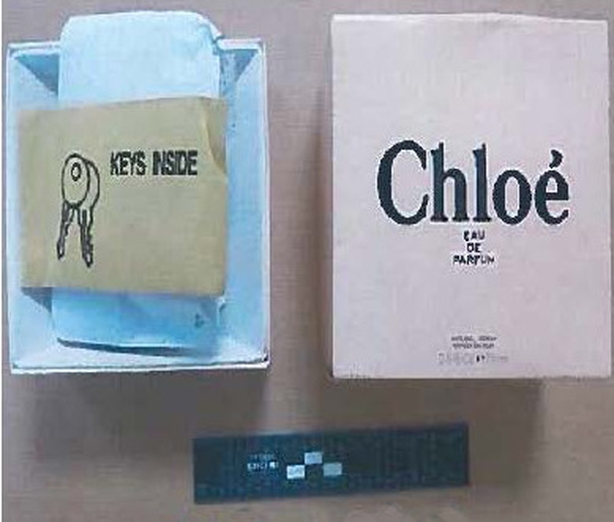 KEYS INSIDE
Chloé
EAU
DE
PARFUM